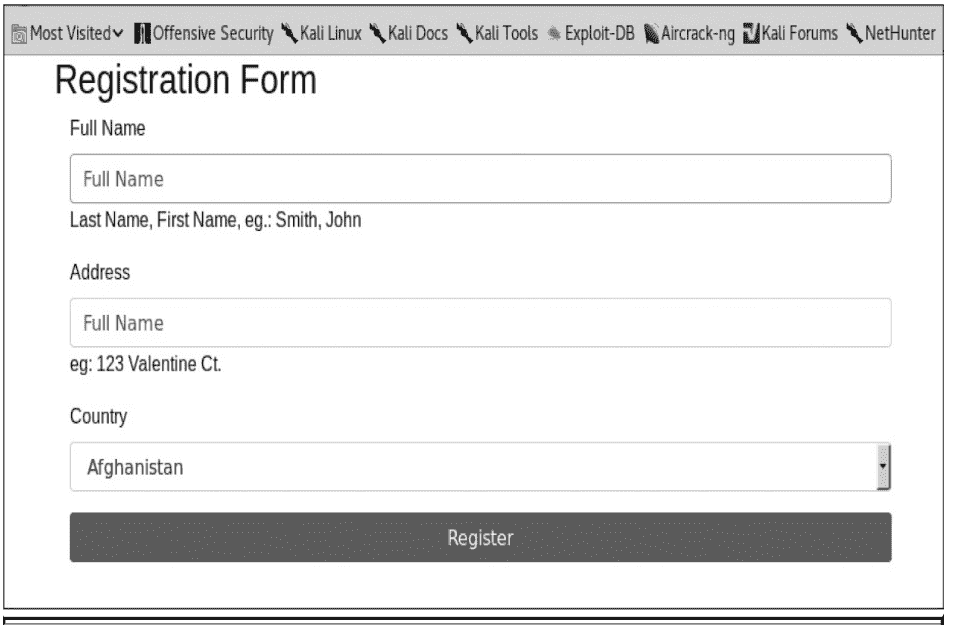 Most Visited Offensive Security Kali Linux Kali Docs Kali Tools Exploit-DB Aircrack-ng Kali Forums NetHunter
Registration Form
Full Name
Full Name
Last Name, First Name, eg.: Smith, John
Address
Full Name
eg: 123 Valentine Ct.
Country
Afghanistan
Register